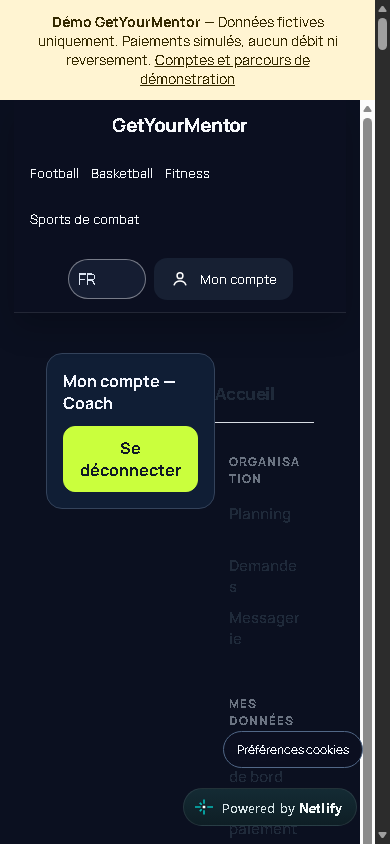 Démo GetYourMentor — Données fictives
uniquement. Paiements simulés, aucun débit ni
reversement. Comptes et parcours de
démonstration
GetYourMentor
Football Basketball Fitness
Sports de combat
FR
Mon compte
Mon compte —
Coach
Se
déconnecter
Accueil
ORGANISA
TION
Planning
Demande
s
Messager
ie
MES
DONNÉES
Préférences cookies
de bord
Powered by Netlify
paiement